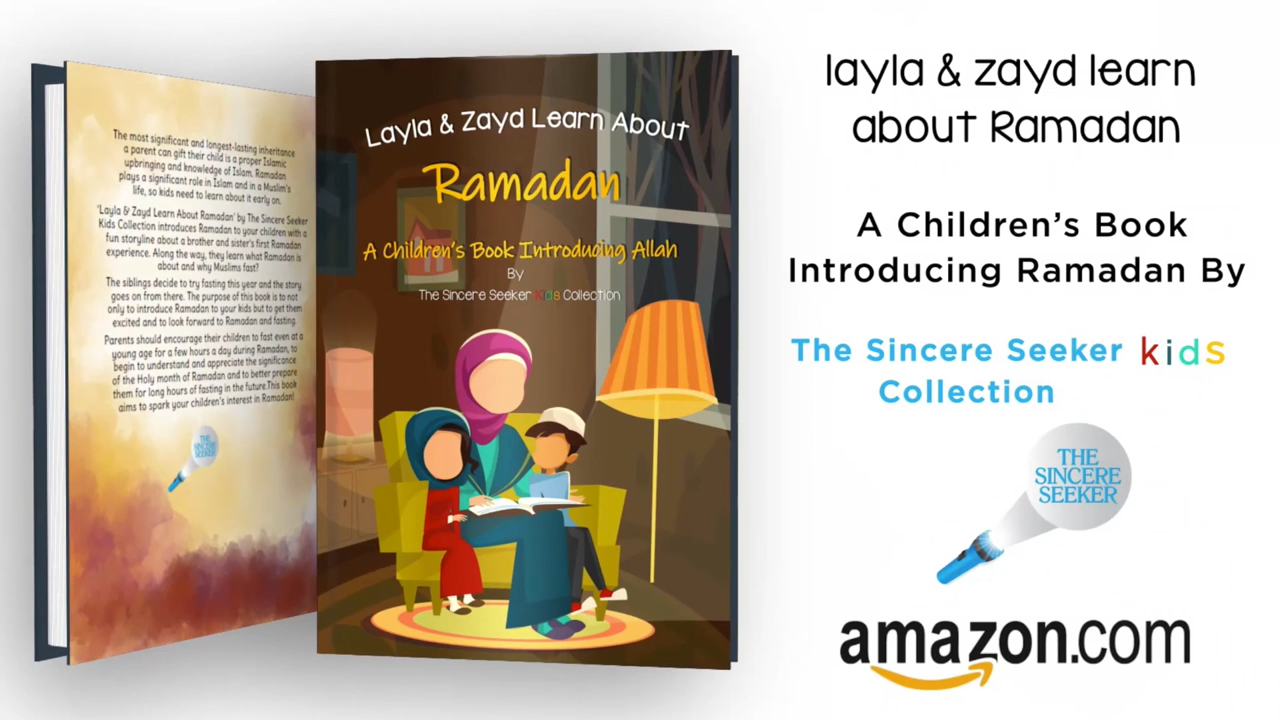 The most significant and longest-lasting inheritance
a parent can gift their child is a proper Islamic
upbringing and knowledge of Islam. Ramadan
plays a significant role in Islam and in a Muslim's
life, so kids need to learn about it early on.
'Layla & Zayd Learn About Ramadan' by The Sincere Seeker
Kids Collection introduces Ramadan to your children with a
fun storyline about a brother and sister's first Ramadan
experience. Along the way, they learn what Ramadan is
about and why Muslims fast?
The siblings decide to try fasting this year and the story
goes on from there. The purpose of this book is to not
only to introduce Ramadan to your kids but to get them
excited and to look forward to Ramadan and fasting.
Parents should encourage their children to fast even at a
young age for a few hours a day during Ramadan, to
begin to understand and appreciate the significance
of the Holy month of Ramadan and to better prepare
them for long hours of fasting in the future.This book
aims to spark your children's interest in Ramadan!
THE
SINCERE
SEEKER
Layla & Zayd Learn About
Ramadan
A Children's Book Introducing Allah
By
The Sincere Seeker Kids Collection
layla & zayd learn
about Ramadan
A Children's Book
Introducing Ramadan By
The Sincere Seeker kids
Collection
THE
SINCERE
SEEKER
amazon.com